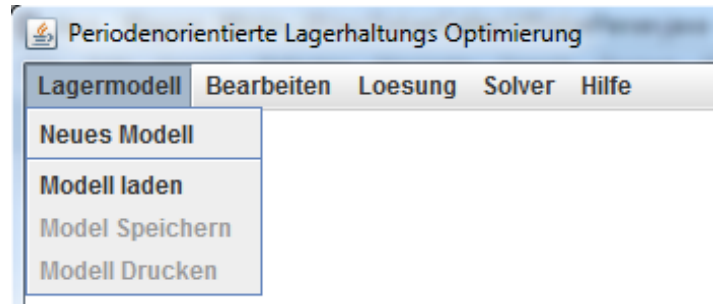 Periodenorientierte Lagerhaltungs Optimierung
Lagermodell Bearbeiten Loesung Solver Hilfe
Neues Modell
Modell laden
Model Speichern
Modell Drucken